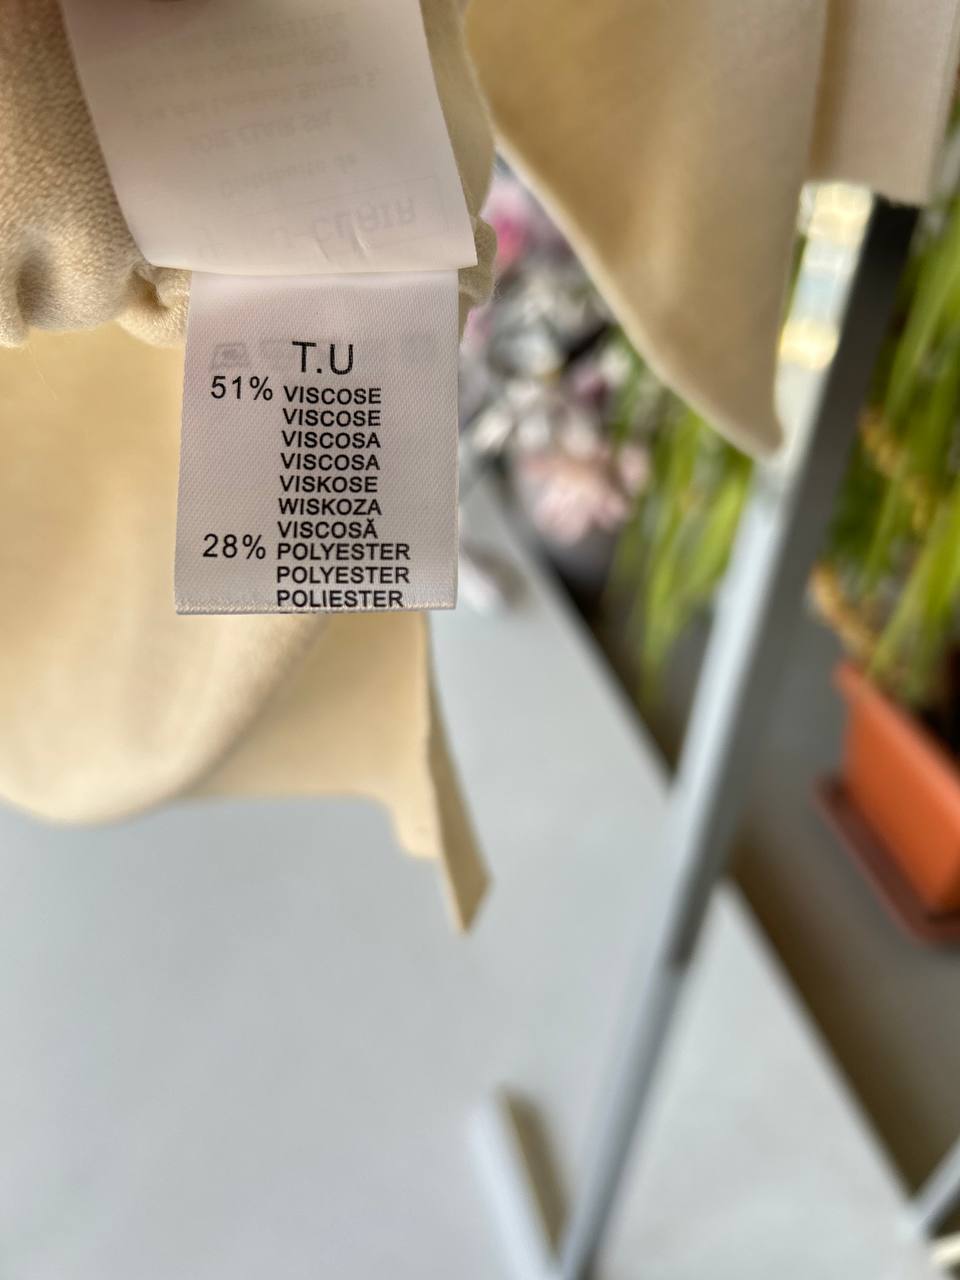 T.U
51% VISCOSE
VISCOSE
VISCOSA
VISCOSA
VISKOSE
WISKOZA
VISCOSĂ
28% POLYESTER
POLYESTER
POLIESTER